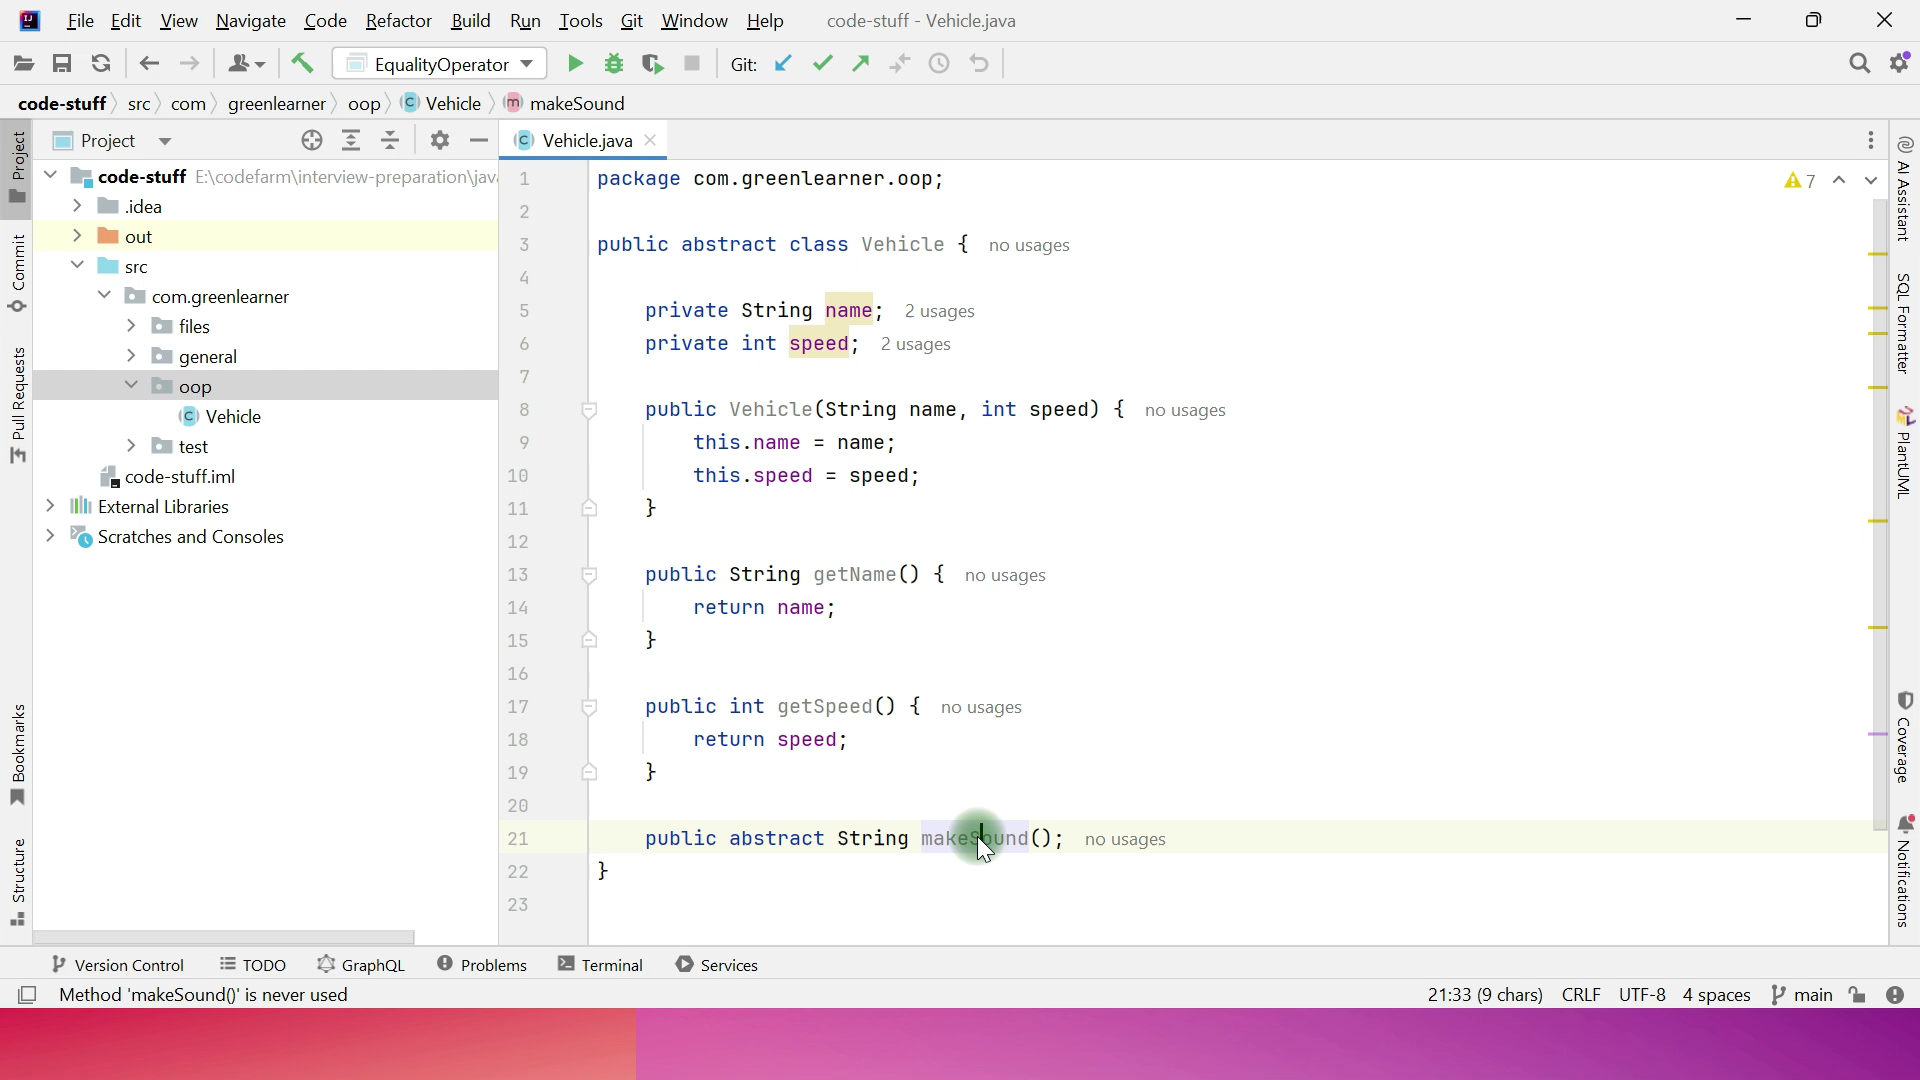 File Edit View Navigate Code Refactor Build Run Tools Git Window Help code-stuff - Vehicle.java
EqualityOperator Git:
code-stuff src com greenlearner oop C Vehicle m makeSound
Project
C Vehicle.java
code-stuff E:\codefarm\interview-preparation\jav
.idea
out
src
com.greenlearner
files
general
oop
C Vehicle
test
code-stuff.iml
External Libraries
Scratches and Consoles
Project
Commit
Pull Requests
Bookmarks
Structure
1 package com.greenlearner.oop;
2
3 public abstract class Vehicle { no usages
4
5 private String name; 2 usages
6 private int speed; 2 usages
7
8 public Vehicle(String name, int speed) { no usages
9 this.name = name;
10 this.speed = speed;
11 }
12
13 public String getName() { no usages
14 return name;
15 }
16
17 public int getSpeed() { no usages
18 return speed;
19 }
20
21 public abstract String makeSound(); no usages
22 }
23
7
AI Assistant
SQL Formatter
PlantUML
Coverage
Notifications
Version Control TODO GraphQL Problems Terminal Services
Method 'makeSound()' is never used 21:33 (9 chars) CRLF UTF-8 4 spaces main